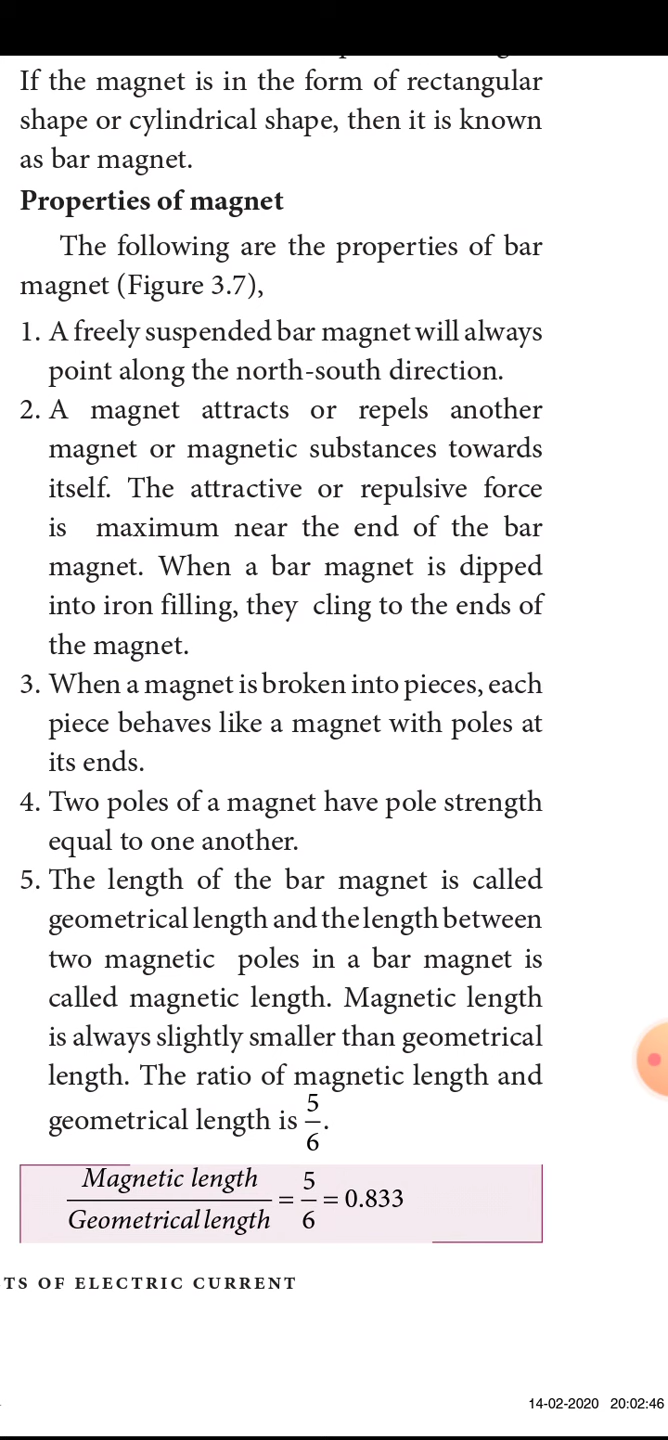 If the magnet is in the form of rectangular
shape or cylindrical shape, then it is known
as bar magnet.
Properties of magnet
The following are the properties of bar
magnet (Figure 3.7),
1. A freely suspended bar magnet will always
point along the north-south direction.
2. A magnet attracts or repels another
magnet or magnetic substances towards
itself. The attractive or repulsive force
is maximum near the end of the bar
magnet. When a bar magnet is dipped
into iron filling, they cling to the ends of
the magnet.
3. When a magnet is broken into pieces, each
piece behaves like a magnet with poles at
its ends.
4. Two poles of a magnet have pole strength
equal to one another.
5. The length of the bar magnet is called
geometrical length and the length between
two magnetic poles in a bar magnet is
called magnetic length. Magnetic length
is always slightly smaller than geometrical
length. The ratio of magnetic length and
geometrical length is 5/6.
Magnetic length / Geometrical length = 5/6 = 0.833
TS OF ELECTRIC CURRENT
14-02-2020 20:02:46